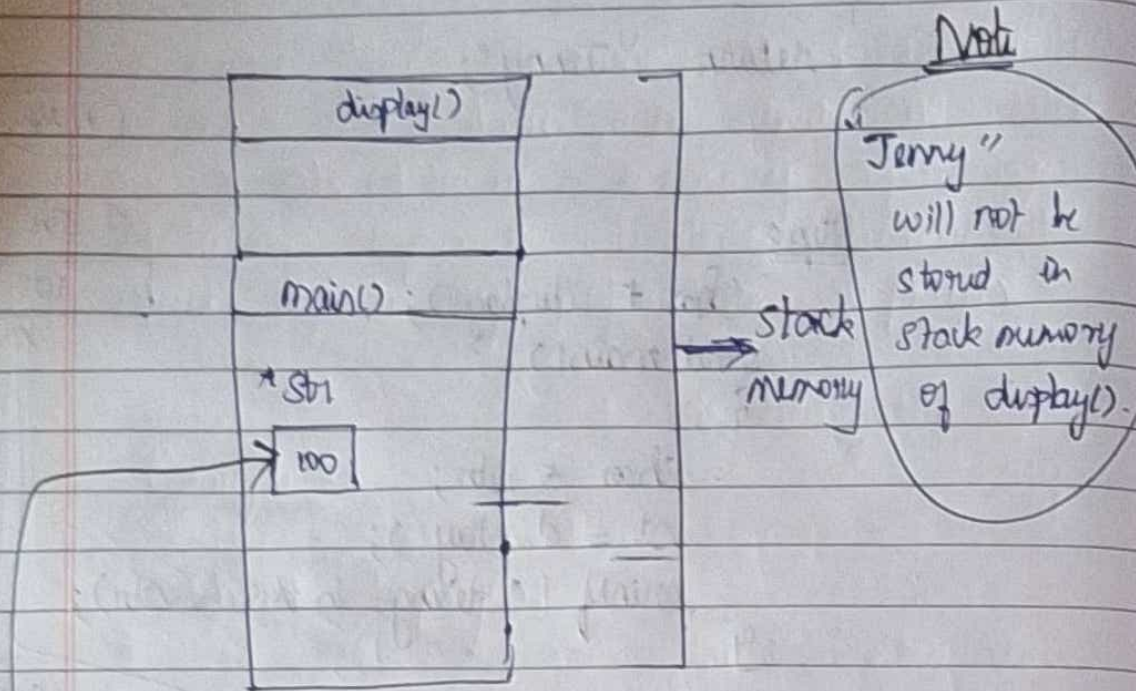 Note
display()
"Jenny"
will not be
stored in
stack memory
of display().
main()
stack
memory
*str
100